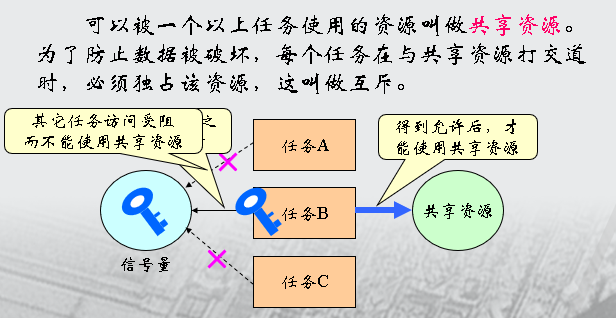 可以被一个以上任务使用的资源叫做共享资源。
为了防止数据被破坏，每个任务在与共享资源打交道
时，必须独占该资源，这叫做互斥。
其它任务访问受阻
之
而不能使用共享资源
任务A
得到允许后，才
能使用共享资源
任务B
共享资源
信号量
任务C